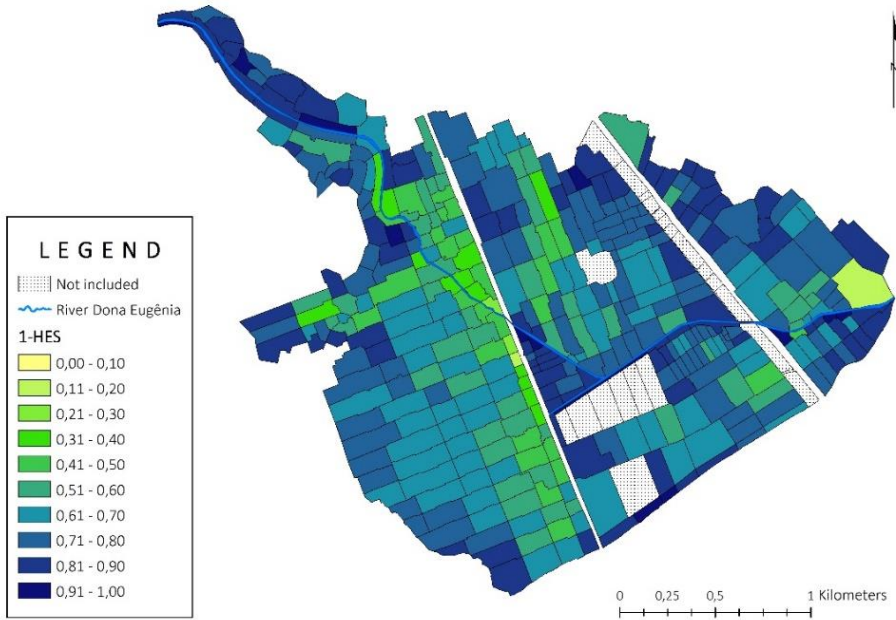 N
LEGEND
Not included
River Dona Eugênia
1-HES
0,00 - 0,10
0,11 - 0,20
0,21 - 0,30
0,31 - 0,40
0,41 - 0,50
0,51 - 0,60
0,61 - 0,70
0,71 - 0,80
0,81 - 0,90
0,91 - 1,00
0 0,25 0,5 1 Kilometers